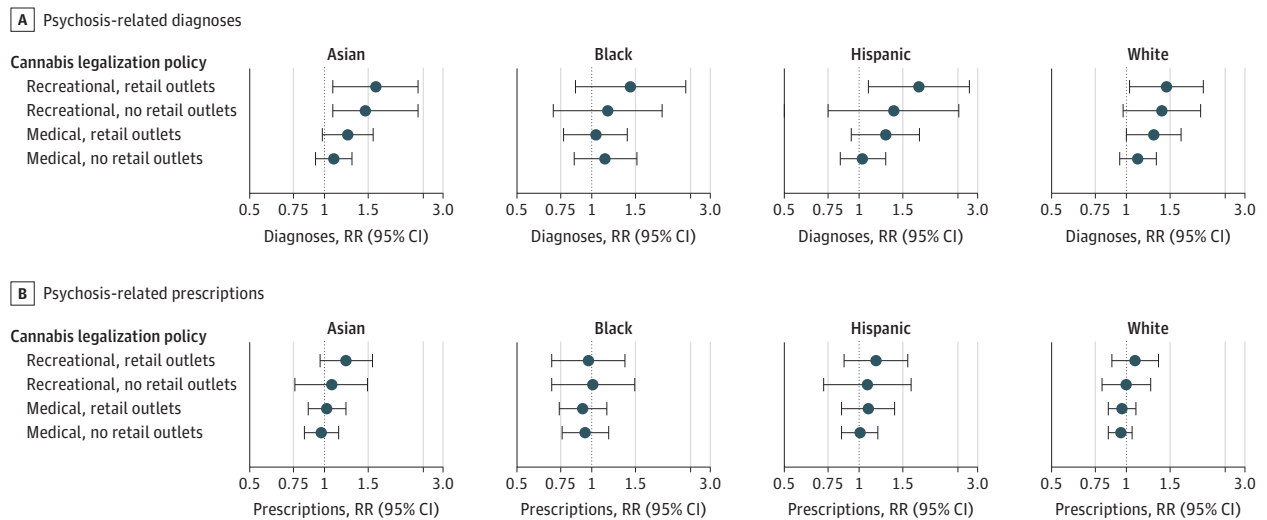 A Psychosis-related diagnoses
Cannabis legalization policy
Asian Black Hispanic White
Recreational, retail outlets
Recreational, no retail outlets
Medical, retail outlets
Medical, no retail outlets
0.5 0.75 1 1.5 3.0 0.5 0.75 1 1.5 3.0 0.5 0.75 1 1.5 3.0 0.5 0.75 1 1.5 3.0
Diagnoses, RR (95% CI) Diagnoses, RR (95% CI) Diagnoses, RR (95% CI) Diagnoses, RR (95% CI)
B Psychosis-related prescriptions
Cannabis legalization policy
Asian Black Hispanic White
Recreational, retail outlets
Recreational, no retail outlets
Medical, retail outlets
Medical, no retail outlets
0.5 0.75 1 1.5 3.0 0.5 0.75 1 1.5 3.0 0.5 0.75 1 1.5 3.0 0.5 0.75 1 1.5 3.0
Prescriptions, RR (95% CI) Prescriptions, RR (95% CI) Prescriptions, RR (95% CI) Prescriptions, RR (95% CI)